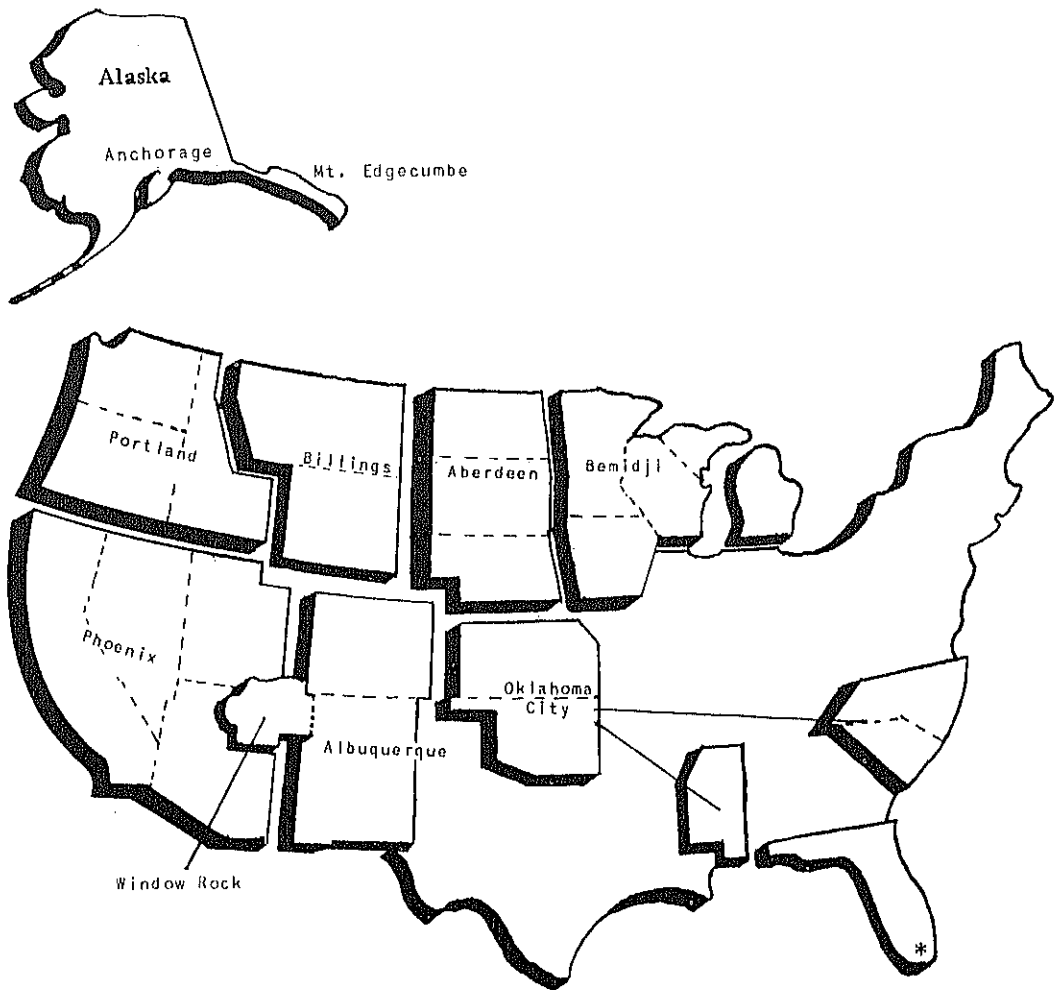 Alaska
Anchorage
Mt. Edgecumbe
Portland
Billings
Aberdeen
Bemidji
Phoenix
Oklahoma
City
Albuquerque
Window Rock
*